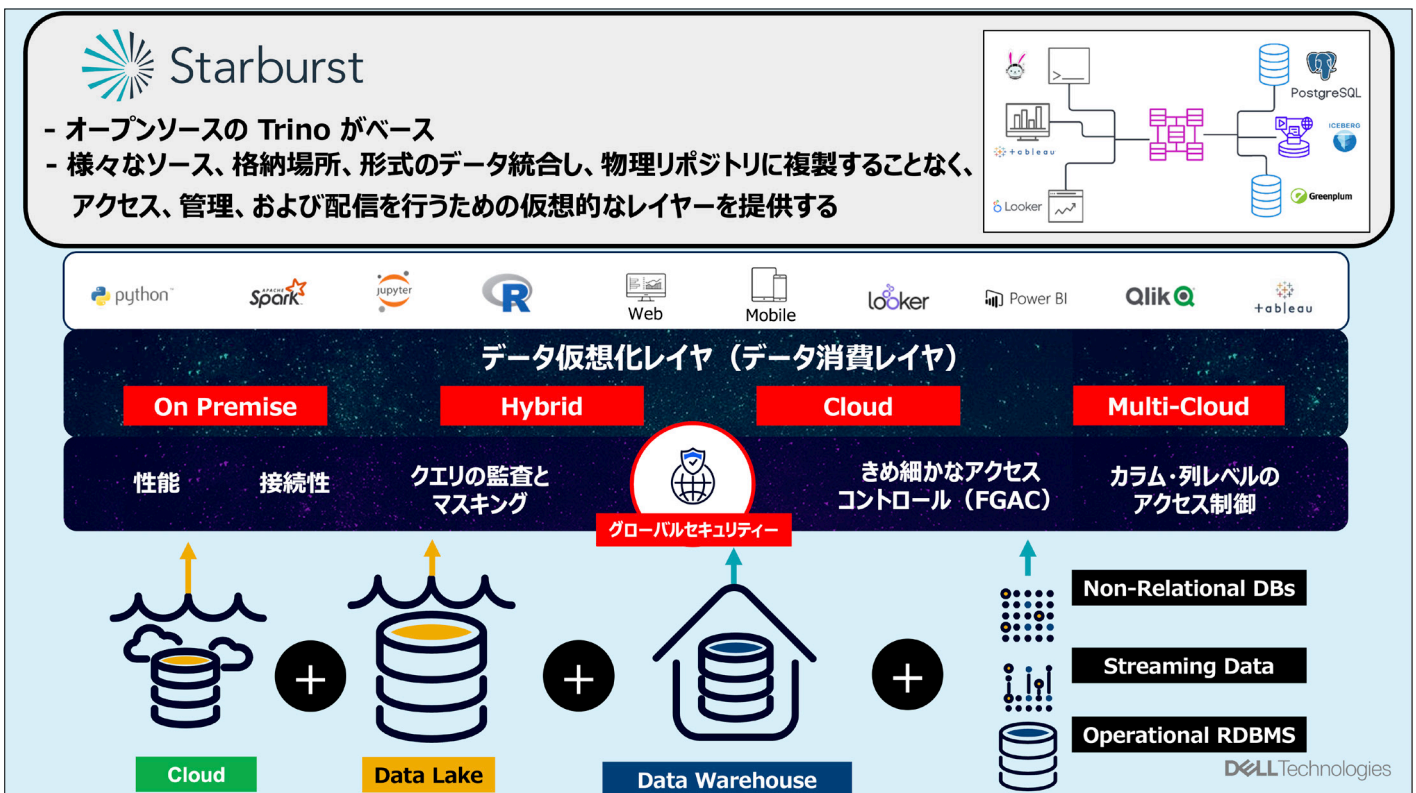 Starburst
- オープンソースの Trino がベース
- 様々なソース、格納場所、形式のデータ統合し、物理リポジトリに複製することなく、
アクセス、管理、および配信を行うための仮想的なレイヤーを提供する
>__
PostgreSQL
ICEBERG
+ a b l e a u
Looker
Greenplum
python™
APACHE
Spark
jupyter
R
Web
Mobile
looker
Power BI
Qlik Q
+ a b l e a u
データ仮想化レイヤ（データ消費レイヤ）
On Premise
Hybrid
Cloud
Multi-Cloud
性能
接続性
クエリの監査と
マスキング
グローバルセキュリティー
きめ細かなアクセス
コントロール（FGAC）
カラム・列レベルの
アクセス制御
Non-Relational DBs
Streaming Data
Operational RDBMS
+
+
+
Cloud
Data Lake
Data Warehouse
DELLTechnologies